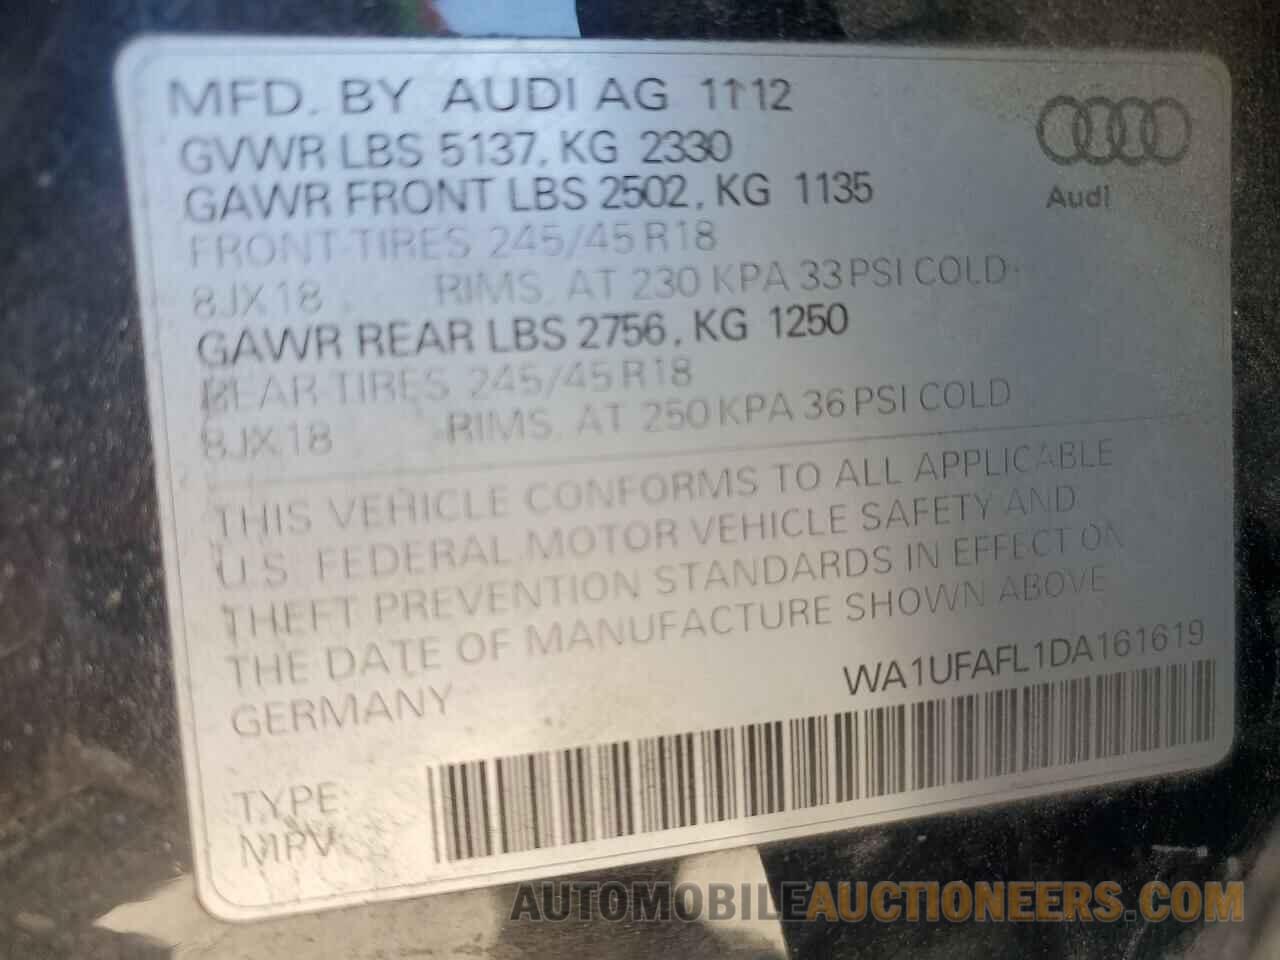 MFD. BY AUDI AG 11↑12
GVWR LBS 5137, KG 2330
GAWR FRONT LBS 2502, KG 1135
FRONT TIRES 245/45 R18
8JX18 RIMS. AT 230 KPA 33 PSI COLD
GAWR REAR LBS 2756, KG 1250
REAR TIRES 245/45 R18
8JX18 RIMS. AT 250 KPA 36 PSI COLD
Audi
THIS VEHICLE CONFORMS TO ALL APPLICABLE
U.S. FEDERAL MOTOR VEHICLE SAFETY AND
THEFT PREVENTION STANDARDS IN EFFECT ON
THE DATE OF MANUFACTURE SHOWN ABOVE
GERMANY
WA1UFAFL1DA161619
TYPE:
MPV
AUTOMOBILEAUCTIONEERS.COM